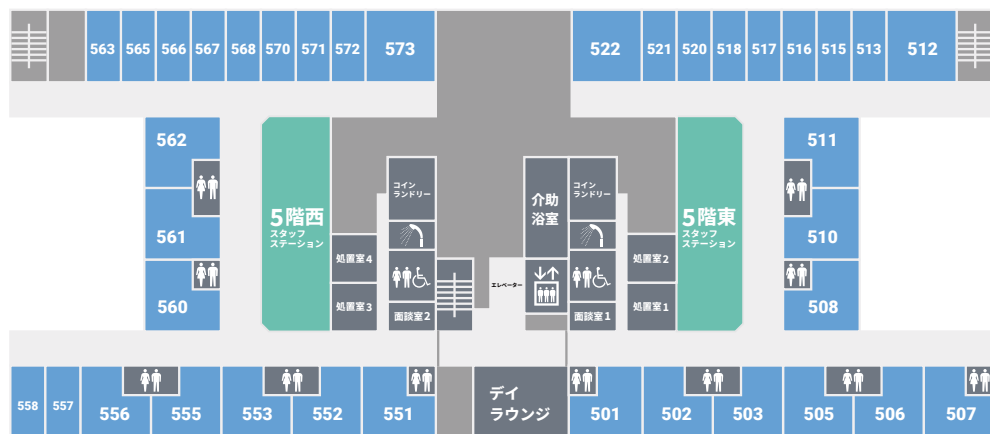 563
565
566
567
568
570
571
572
573
522
521
520
518
517
516
515
513
512
562
561
560
5階西
スタッフ
ステーション
処置室4
処置室3
コイン
ランドリー
面談室2
エレベーター
介助
浴室
コイン
ランドリー
面談室1
処置室2
処置室1
5階東
スタッフ
ステーション
511
510
508
558
557
556
555
553
552
551
デイ
ラウンジ
501
502
503
505
506
507